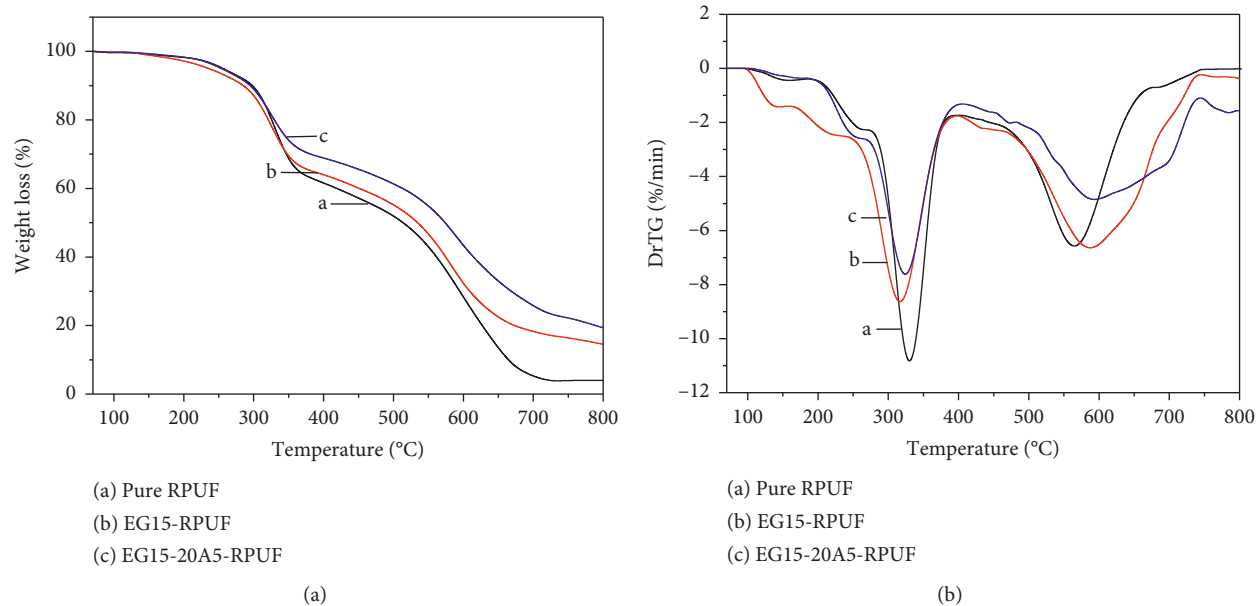 100
80
60
40
20
0
Weight loss (%)
c
b
a
100 200 300 400 500 600 700 800
Temperature (°C)
(a) Pure RPUF
(b) EG15-RPUF
(c) EG15-20A5-RPUF
(a)
2
0
−2
−4
−6
−8
−10
−12
DrTG (%/min)
c
b
a
100 200 300 400 500 600 700 800
Temperature (°C)
(a) Pure RPUF
(b) EG15-RPUF
(c) EG15-20A5-RPUF
(b)